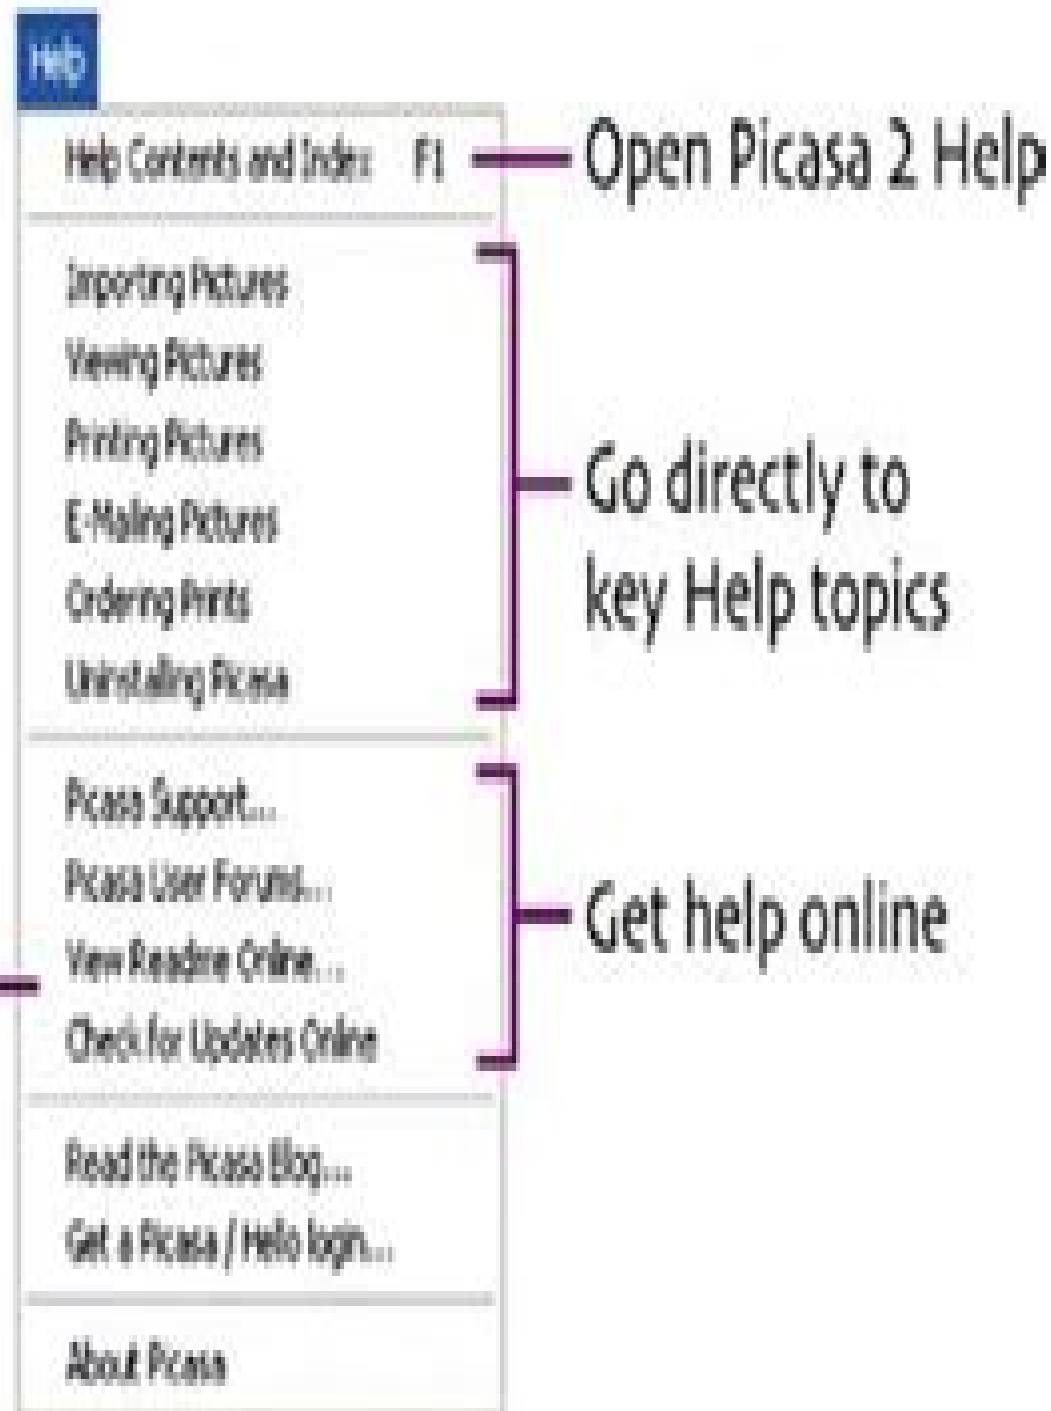 Help
Help Contents and Index F1
Open Picasa 2 Help
Importing Pictures
Viewing Pictures
Printing Pictures
E-Mailing Pictures
Ordering Prints
Uninstalling Picasa
Go directly to
key Help topics
Picasa Support...
Picasa User Forums...
View Readme Online...
Check for Updates Online
Get help online
Read the Picasa Blog...
Get a Picasa / Hello login...
About Picasa